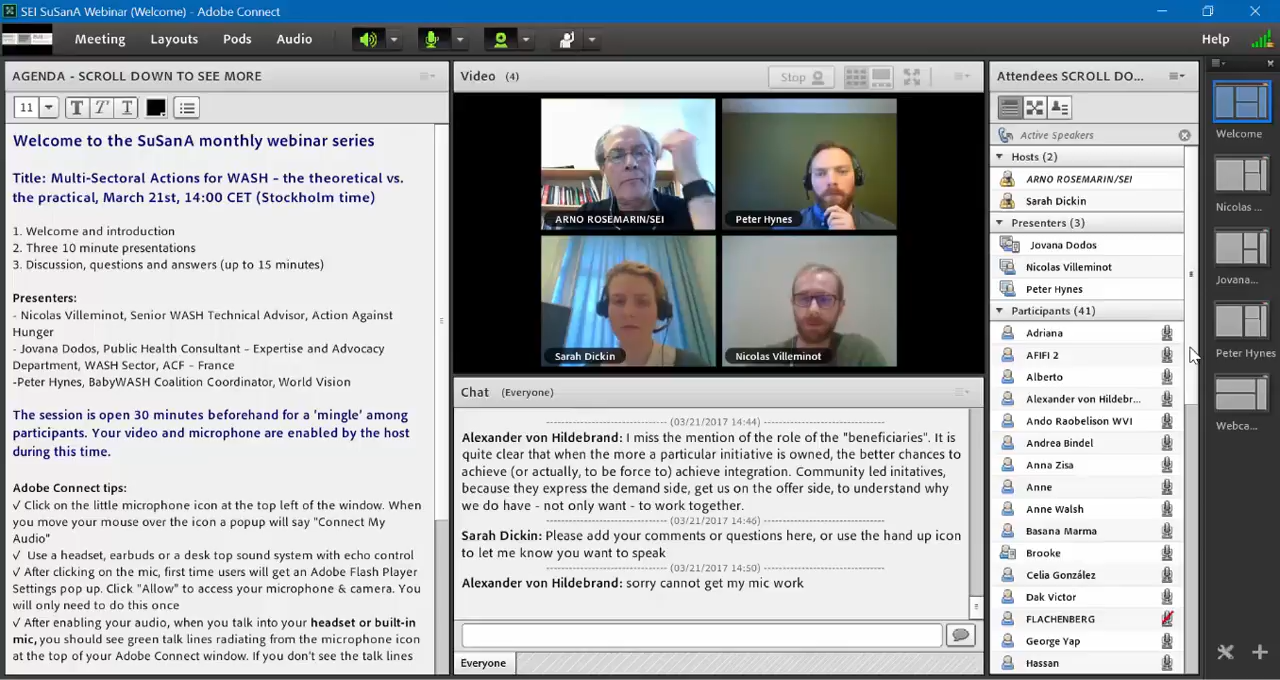 SEI SuSanA Webinar (Welcome) - Adobe Connect
Meeting
Layouts
Pods
Audio
Help
AGENDA - SCROLL DOWN TO SEE MORE
11
T T T
Welcome to the SuSanA monthly webinar series
Title: Multi-Sectoral Actions for WASH - the theoretical vs.
the practical, March 21st, 14:00 CET (Stockholm time)
1. Welcome and introduction
2. Three 10 minute presentations
3. Discussion, questions and answers (up to 15 minutes)
Presenters:
- Nicolas Villeminot, Senior WASH Technical Advisor, Action Against
Hunger
- Jovana Dodos, Public Health Consultant - Expertise and Advocacy
Department, WASH Sector, ACF - France
-Peter Hynes, BabyWASH Coalition Coordinator, World Vision
The session is open 30 minutes beforehand for a 'mingle' among
participants. Your video and microphone are enabled by the host
during this time.
Adobe Connect tips:
√ Click on the little microphone icon at the top left of the window. When
you move your mouse over the icon a popup will say "Connect My
Audio"
√ Use a headset, earbuds or a desk top sound system with echo control
√ After clicking on the mic, first time users will get an Adobe Flash Player
Settings pop up. Click "Allow" to access your microphone & camera. You
will only need to do this once
√ After enabling your audio, when you talk into your headset or built-in
mic, you should see green talk lines radiating from the microphone icon
at the top of your Adobe Connect window. If you don't see the talk lines
Video (4)
Stop
ARNO ROSEMARIN/SEI
Peter Hynes
Sarah Dickin
Nicolas Villeminot
Chat (Everyone)
(03/21/2017 14:44)
Alexander von Hildebrand: I miss the mention of the role of the "beneficiaries". It is
quite clear that when the more a particular initiative is owned, the better chances to
achieve (or actually, to be force to) achieve integration. Community led initatives,
because they express the demand side, get us on the offer side, to understand why
we do have - not only want - to work together.
(03/21/2017 14:46)
Sarah Dickin: Please add your comments or questions here, or use the hand up icon
to let me know you want to speak
(03/21/2017 14:50)
Alexander von Hildebrand: sorry cannot get my mic work
Everyone
Attendees SCROLL DO...
Active Speakers
Hosts (2)
ARNO ROSEMARIN/SEI
Sarah Dickin
Presenters (3)
Jovana Dodos
Nicolas Villeminot
Peter Hynes
Participants (41)
Adriana
AFIFI 2
Alberto
Alexander von Hildebr...
Ando Raobelison WVI
Andrea Bindel
Anna Zisa
Anne
Anne Walsh
Basana Marma
Brooke
Celia González
Dak Victor
FLACHENBERG
George Yap
Hassan
Welcome
Nicolas ...
Jovana...
Peter Hynes
Webca...